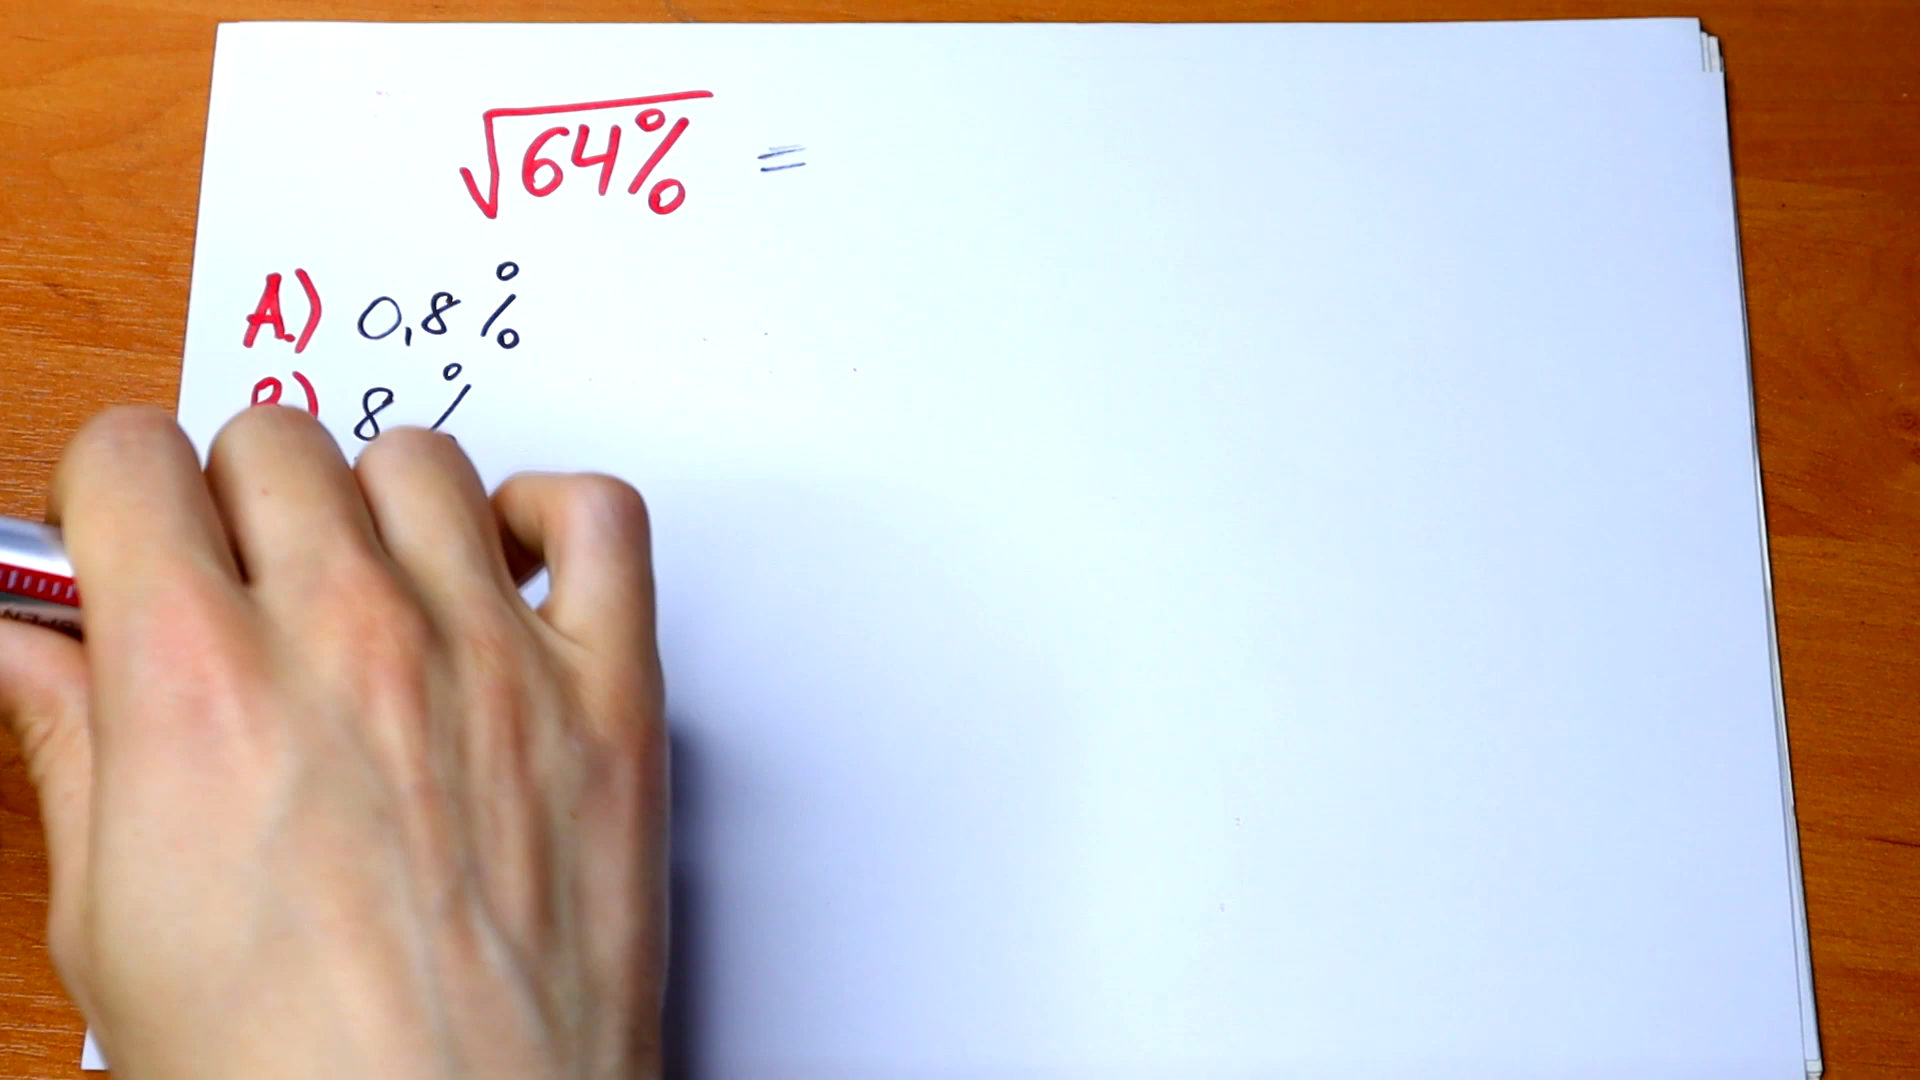 √64% =
A) 0,8 %
B) 8 %